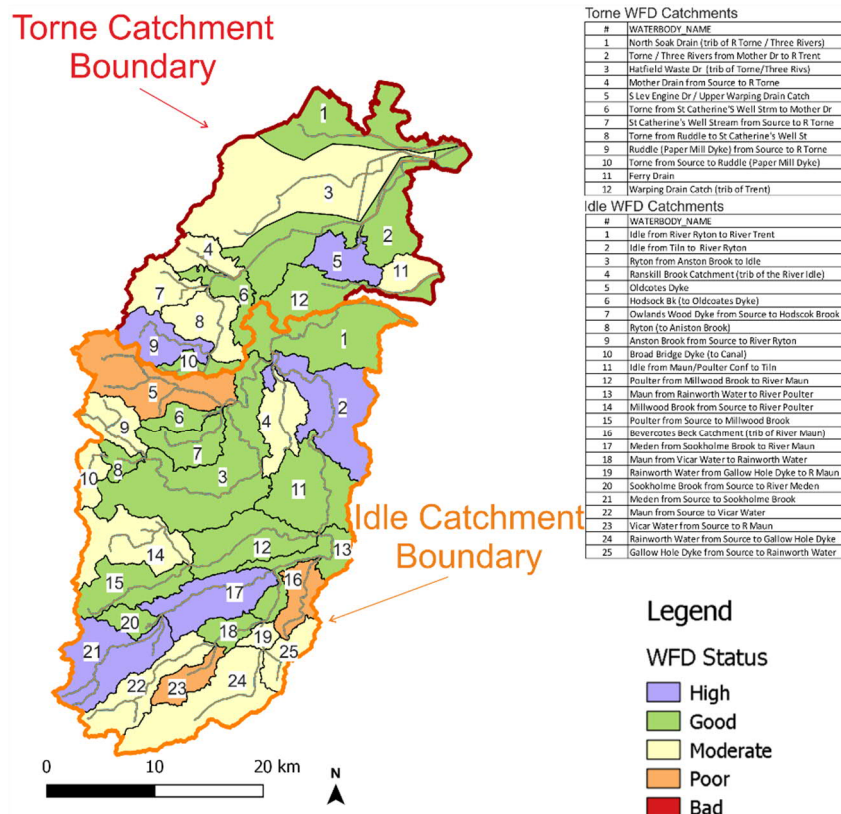 Torne Catchment
Boundary
Torne WFD Catchments
# WATERBODY_NAME
1 North Soak Drain (trib of R Torne / Three Rivers)
2 Torne / Three Rivers from Mother Dr to R Trent
3 Hatfield Waste Dr (trib of Torne/Three Rivs)
4 Mother Drain from Source to R Torne
5 S Lev Engine Dr / Upper Warping Drain Catch
6 Torne from St Catherine'S Well Strm to Mother Dr
7 St Catherine's Well Stream from Source to R Torne
8 Torne from Ruddle to St Catherine's Well St
9 Ruddle (Paper Mill Dyke) from Source to R Torne
10 Torne from Source to Ruddle (Paper Mill Dyke)
11 Ferry Drain
12 Warping Drain Catch (trib of Trent)
Idle WFD Catchments
# WATERBODY_NAME
1 Idle from River Ryton to River Trent
2 Idle from Tiln to River Ryton
3 Ryton from Anston Brook to Idle
4 Ranskill Brook Catchment (trib of the River Idle)
5 Oldcotes Dyke
6 Hodsock Bk (to Oldcoates Dyke)
7 Owlands Wood Dyke from Source to Hodscok Brook
8 Ryton (to Aniston Brook)
9 Anston Brook from Source to River Ryton
10 Broad Bridge Dyke (to Canal)
11 Idle from Maun/Poulter Conf to Tiln
12 Poulter from Millwood Brook to River Maun
13 Maun from Rainworth Water to River Poulter
14 Millwood Brook from Source to River Poulter
15 Poulter from Source to Millwood Brook
16 Bevercotes Beck Catchment (trib of River Maun)
17 Meden from Sookholme Brook to River Maun
18 Maun from Vicar Water to Rainworth Water
19 Rainworth Water from Gallow Hole Dyke to R Maun
20 Sookholme Brook from Source to River Meden
21 Meden from Source to Sookholme Brook
22 Maun from Source to Vicar Water
23 Vicar Water from Source to R Maun
24 Rainworth Water from Source to Gallow Hole Dyke
25 Gallow Hole Dyke from Source to Rainworth Water
1
3
2
4
5
11
7
6
12
8
9
10
1
5
2
6
4
9
7
10
8
3
11
12
13
14
15
16
17
20
18
19
21
25
22
23
24
Idle Catchment
Boundary
Legend
WFD Status
High
Good
Moderate
Poor
Bad
0 10 20 km
N